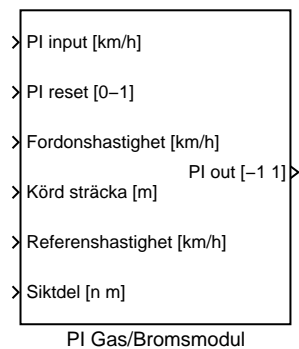 PI input [km/h]
PI reset [0−1]
Fordonshastighet [km/h]
PI out [−1 1]
Körd sträcka [m]
Referenshastighet [km/h]
Siktdel [n m]
PI Gas/Bromsmodul